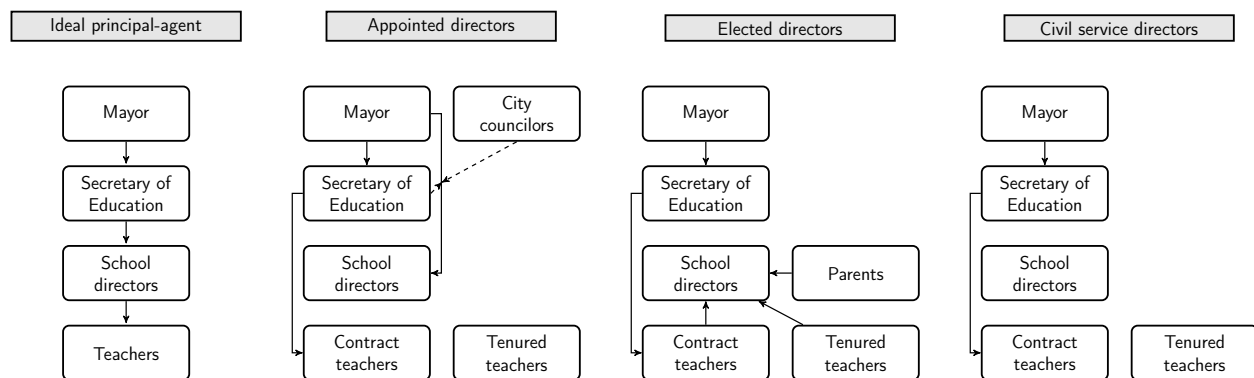 Ideal principal-agent
Mayor
Secretary of
Education
School
directors
Teachers
Appointed directors
Mayor
City
councilors
Secretary of
Education
School
directors
Contract
teachers
Tenured
teachers
Elected directors
Mayor
Secretary of
Education
School
directors
Parents
Contract
teachers
Tenured
teachers
Civil service directors
Mayor
Secretary of
Education
School
directors
Contract
teachers
Tenured
teachers